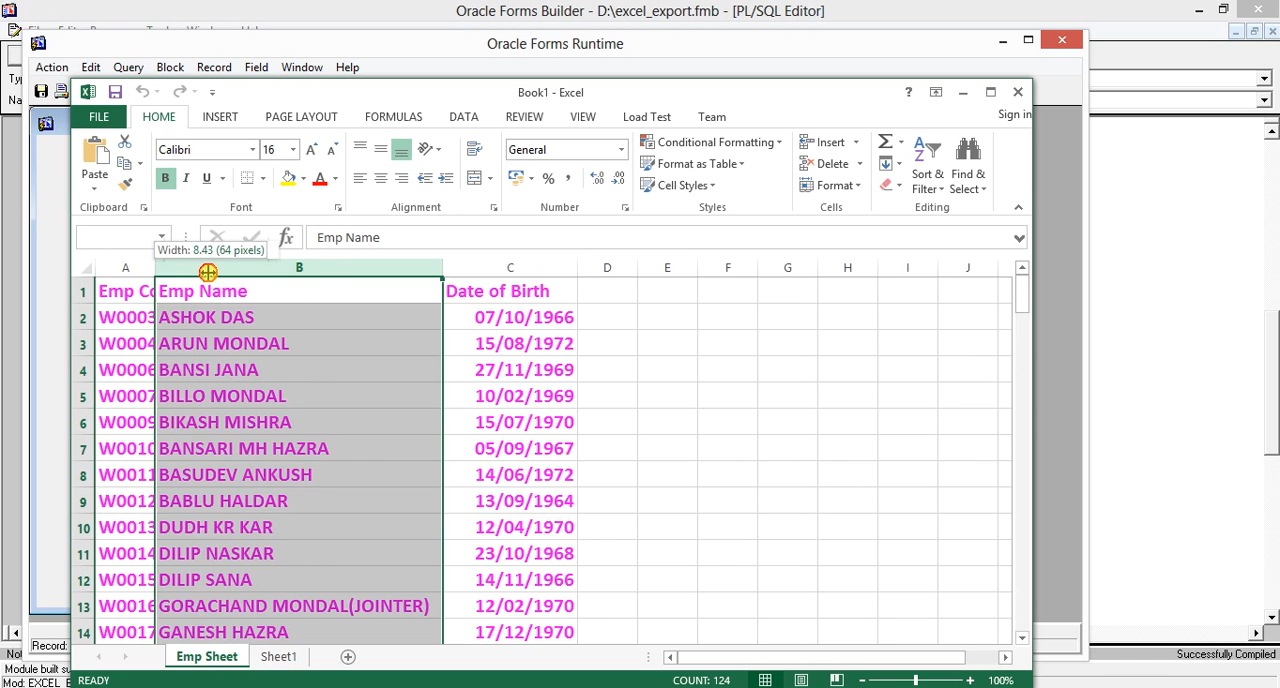 Oracle Forms Builder - D:\excel_export.fmb - [PL/SQL Editor]
Oracle Forms Runtime
Action Edit Query Block Record Field Window Help
Book1 - Excel
?
Sign in
FILE HOME INSERT PAGE LAYOUT FORMULAS DATA REVIEW VIEW Load Test Team
Paste
Clipboard
Calibri 16
B I U
Font
Alignment
General
% ,
Number
Conditional Formatting
Format as Table
Cell Styles
Styles
Insert
Delete
Format
Cells
Sort & Filter
Find & Select
Editing
fx Emp Name
Width: 8.43 (64 pixels)
A B C D E F G H I J
1 Emp Co Emp Name Date of Birth
2 W0003 ASHOK DAS 07/10/1966
3 W0004 ARUN MONDAL 15/08/1972
4 W0006 BANSI JANA 27/11/1969
5 W0007 BILLO MONDAL 10/02/1969
6 W0009 BIKASH MISHRA 15/07/1970
7 W0010 BANSARI MH HAZRA 05/09/1967
8 W0011 BASUDEV ANKUSH 14/06/1972
9 W0012 BABLU HALDAR 13/09/1964
10 W0013 DUDH KR KAR 12/04/1970
11 W0014 DILIP NASKAR 23/10/1968
12 W0015 DILIP SANA 14/11/1966
13 W0016 GORACHAND MONDAL(JOINTER) 12/02/1970
14 W0017 GANESH HAZRA 17/12/1970
Record:
Emp Sheet Sheet1
Successfully Compiled
Module built su
READY COUNT: 124 100%
Mod: EXCEL_E